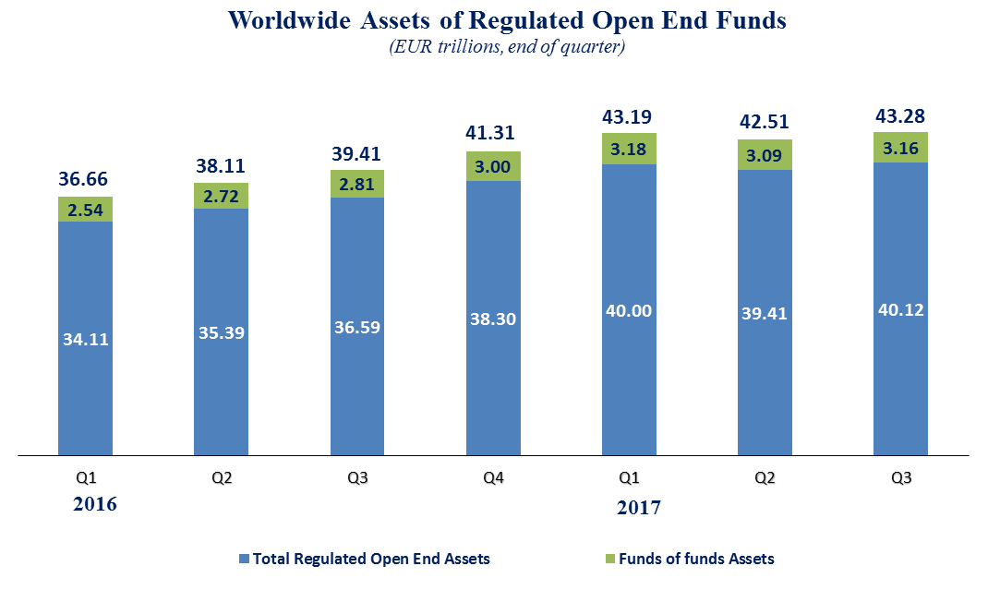 Worldwide Assets of Regulated Open End Funds
(EUR trillions, end of quarter)
36.66 38.11 39.41 41.31 43.19 42.51 43.28
2.54 2.72 2.81 3.00 3.18 3.09 3.16
34.11 35.39 36.59 38.30 40.00 39.41 40.12
Q1 Q2 Q3 Q4 Q1 Q2 Q3
2016 2017
Total Regulated Open End Assets Funds of funds Assets